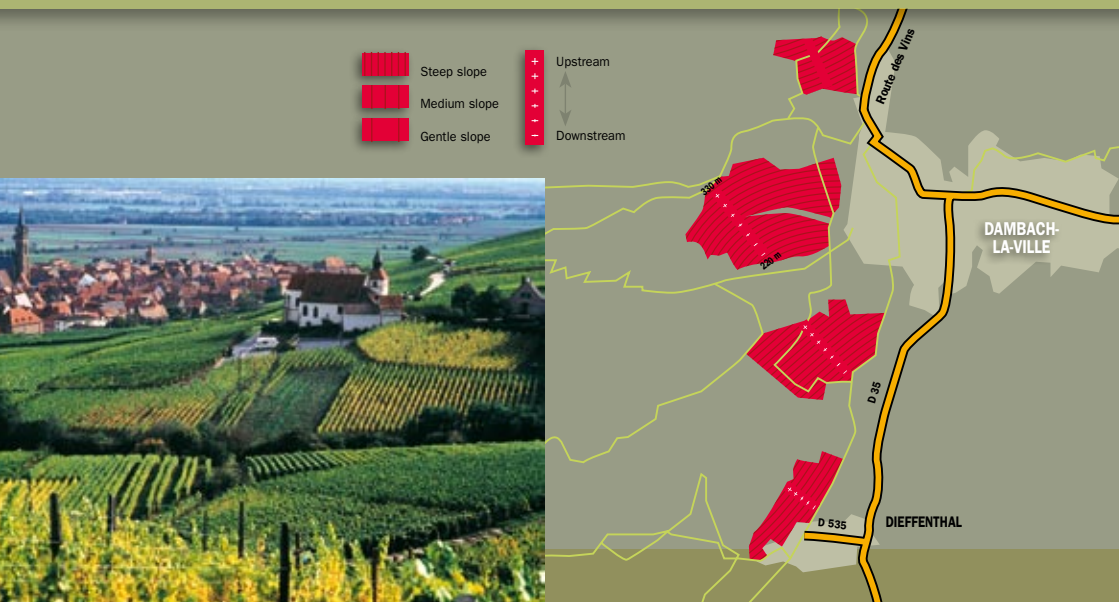 Steep slope
Medium slope
Gentle slope
Upstream
Downstream
Route des Vins
330 m
220 m
DAMBACH-
LA-VILLE
D 35
D 535
DIEFFENTHAL